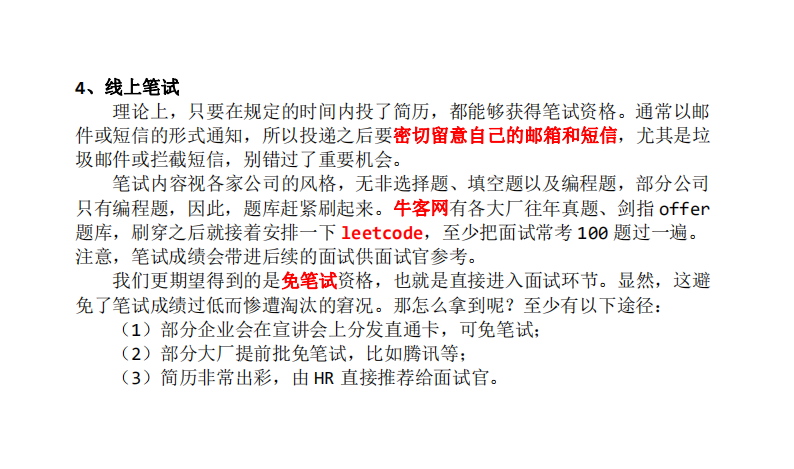 4、线上笔试
理论上，只要在规定的时间内投了简历，都能够获得笔试资格。通常以邮
件或短信的形式通知，所以投递之后要密切留意自己的邮箱和短信，尤其是垃
圾邮件或拦截短信，别错过了重要机会。
笔试内容视各家公司的风格，无非选择题、填空题以及编程题，部分公司
只有编程题，因此，题库赶紧刷起来。牛客网有各大厂往年真题、剑指 offer
题库，刷穿之后就接着安排一下 leetcode，至少把面试常考 100 题过一遍。
注意，笔试成绩会带进后续的面试供面试官参考。
我们更期望得到的是免笔试资格，也就是直接进入面试环节。显然，这避
免了笔试成绩过低而惨遭淘汰的窘况。那怎么拿到呢？至少有以下途径：
（1）部分企业会在宣讲会上分发直通卡，可免笔试；
（2）部分大厂提前批免笔试，比如腾讯等；
（3）简历非常出彩，由 HR 直接推荐给面试官。